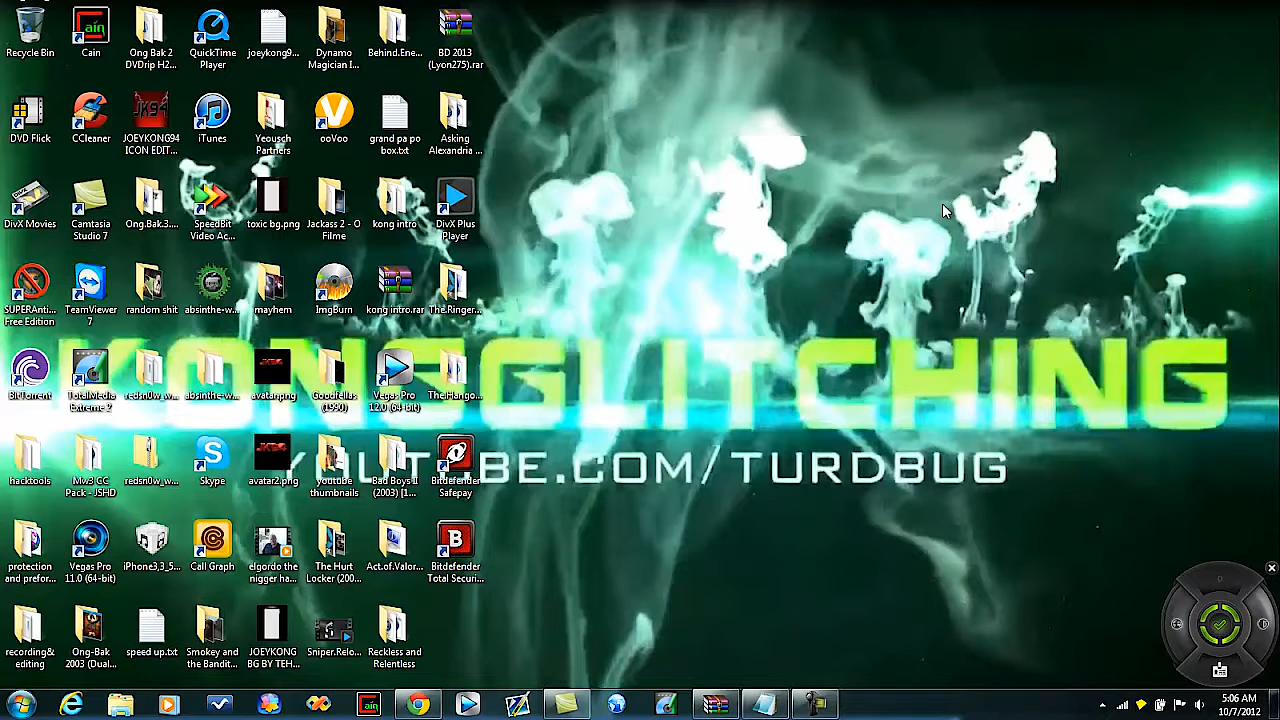 Recycle Bin
Cain
Ong Bak 2
DVDrip H2...
QuickTime
Player
joeykong9...
Dynamo
Magician I...
Behind.Ene...
BD 2013
(Lyon275).rar
DVD Flick
CCleaner
JOEYKONG94
ICON EDIT...
iTunes
Yeousch
Partners
ooVoo
grand pa po
box.txt
Asking
Alexandria ...
DivX Movies
Camtasia
Studio 7
Ong.Bak.3....
SpeedBit
Video Ac...
toxic bg.png
Jackass 2 - O
Filme
kong intro
DivX Plus
Player
SUPERAnti...
Free Edition
TeamViewer
7
random shit
absinthe-w...
mayhem
ImgBurn
kong intro.rar
The.Ringer...
BitTorrent
TotalMedia
Extreme 2
redsn0w_w...
absinthe-w...
avatar.png
Goodfellas
(1990)
Vegas Pro
12.0 (64-bit)
The.Hango...
KONGSGLITCHING
hacktools
Mw3 CC
Pack - JSHD
redsn0w_w...
Skype
avatar2.png
youtube
thumbnails
Bad Boys II
(2003) [1...
Bitdefender
Safepay
YOUTUBE.COM/TURDBUG
protection
and prefor...
Vegas Pro
11.0 (64-bit)
iPhone3,3_5...
Call Graph
elgordo the
nigger ha...
The Hurt
Locker (200...
Act.of.Valor...
Bitdefender
Total Securi...
recording&
editing
Ong-Bak
2003 (Dual...
speed up.txt
Smokey and
the Bandit...
JOEYKONG
BG BY TEH...
Sniper.Relo...
Reckless and
Relentless
5:06 AM
10/7/2012